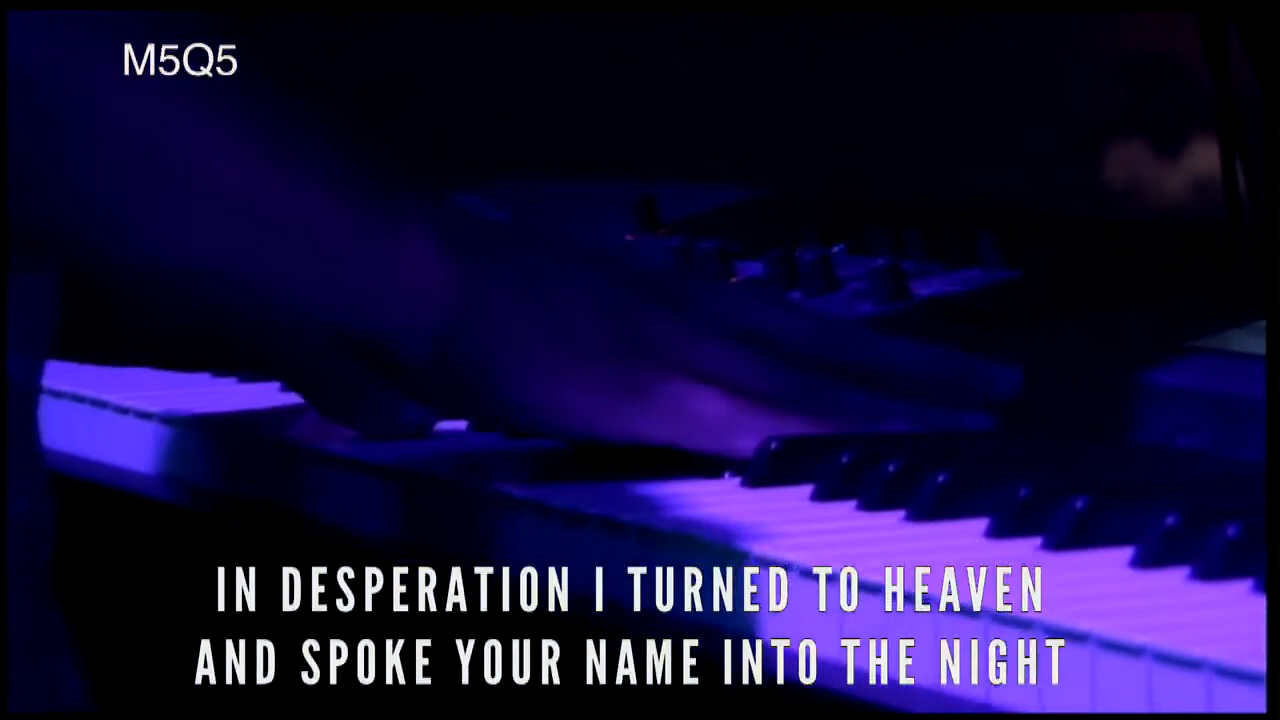 M5Q5
IN DESPERATION I TURNED TO HEAVEN
AND SPOKE YOUR NAME INTO THE NIGHT